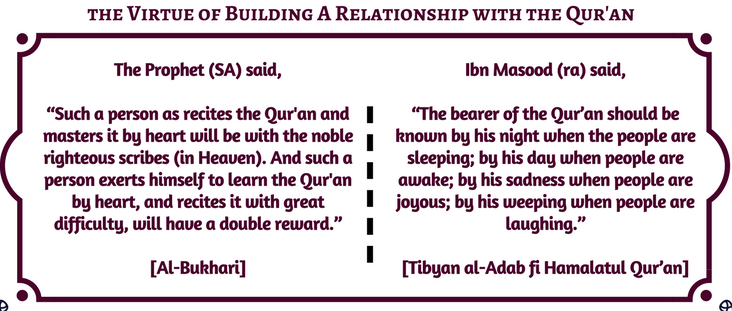 THE VIRTUE OF BUILDING A RELATIONSHIP WITH THE QUR'AN
The Prophet (SA) said,
“Such a person as recites the Qur'an and
masters it by heart will be with the noble
righteous scribes (in Heaven). And such a
person exerts himself to learn the Qur'an
by heart, and recites it with great
difficulty, will have a double reward.”
[Al-Bukhari]
Ibn Masood (ra) said,
“The bearer of the Qur’an should be
known by his night when the people are
sleeping; by his day when people are
awake; by his sadness when people are
joyous; by his weeping when people are
laughing.”
[Tibyan al-Adab fi Hamalatul Qur’an]